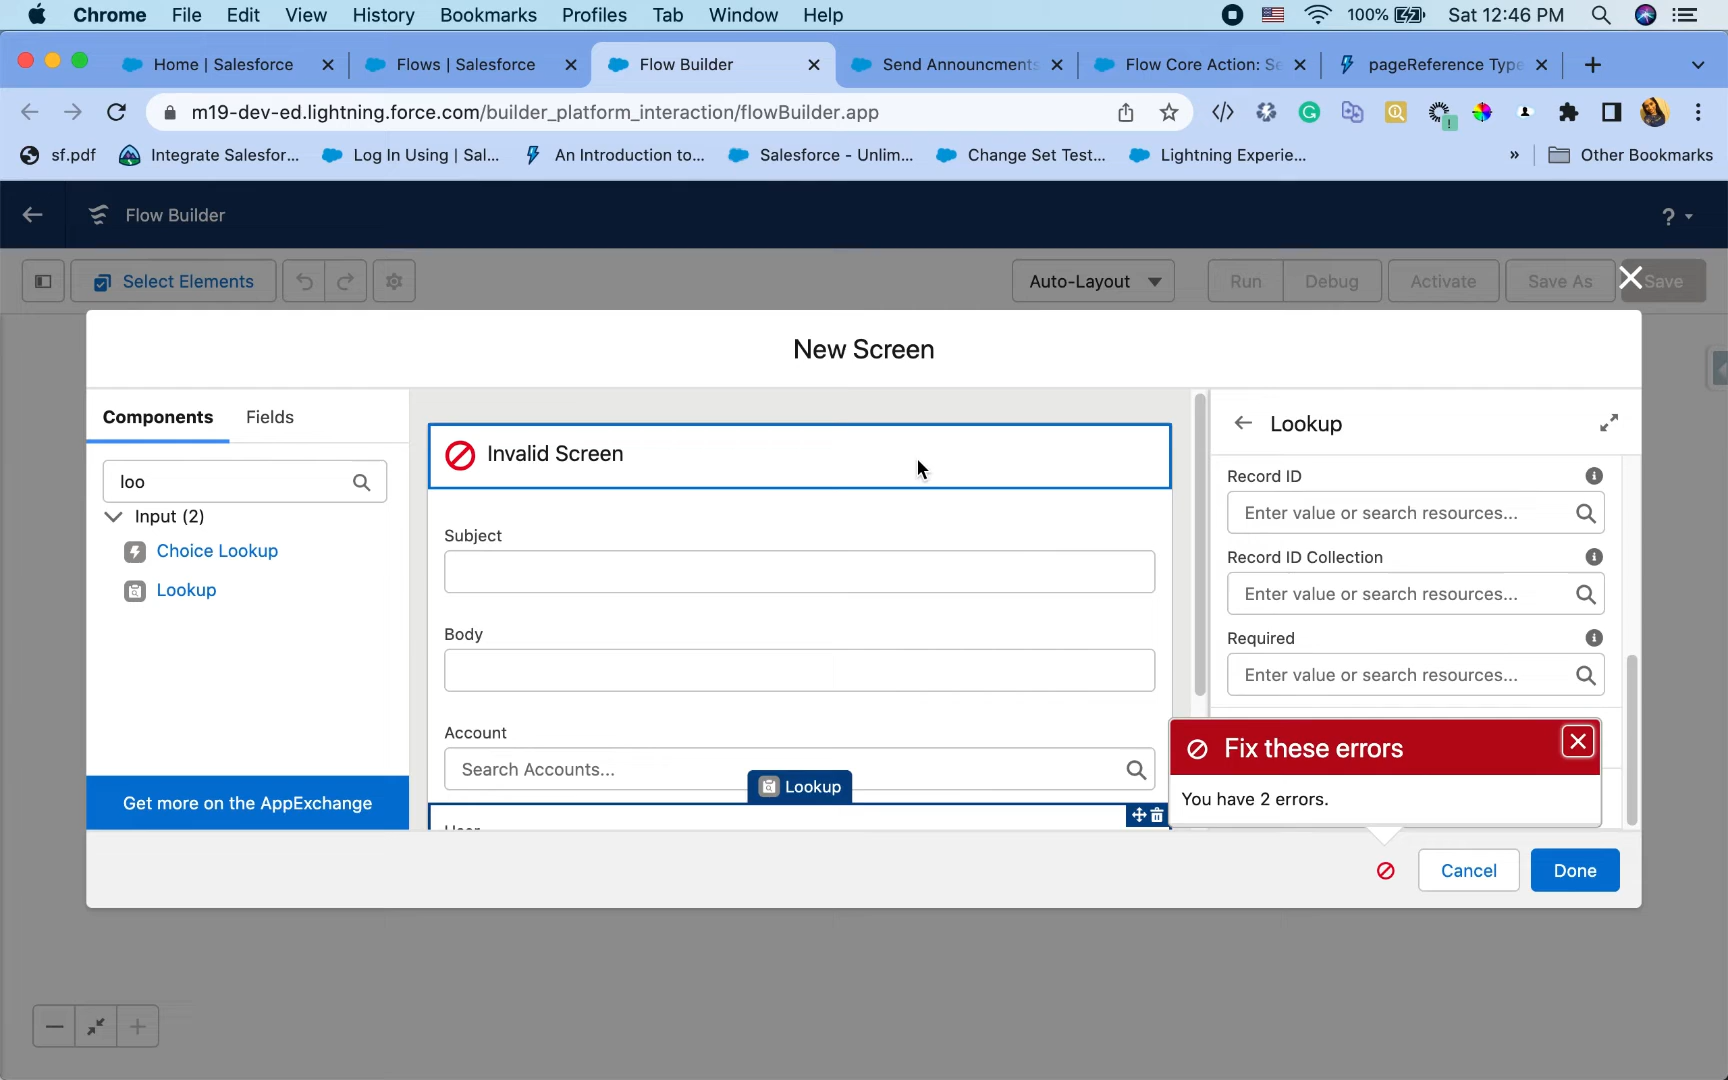 Chrome File Edit View History Bookmarks Profiles Tab Window Help 100% Sat 12:46 PM
Home | Salesforce Flows | Salesforce Flow Builder Send Announcments Flow Core Action: Se pageReference Type
m19-dev-ed.lightning.force.com/builder_platform_interaction/flowBuilder.app
sf.pdf Integrate Salesfor... Log In Using | Sal... An Introduction to... Salesforce - Unlim... Change Set Test... Lightning Experie... » Other Bookmarks
Flow Builder ?
Select Elements Auto-Layout Run Debug Activate Save As Save
New Screen
Components Fields
loo
Input (2)
Choice Lookup
Lookup
Get more on the AppExchange
Invalid Screen
Subject
Body
Account
Search Accounts...
Lookup
Lookup
Record ID
Enter value or search resources...
Record ID Collection
Enter value or search resources...
Required
Enter value or search resources...
Fix these errors
You have 2 errors.
Cancel Done